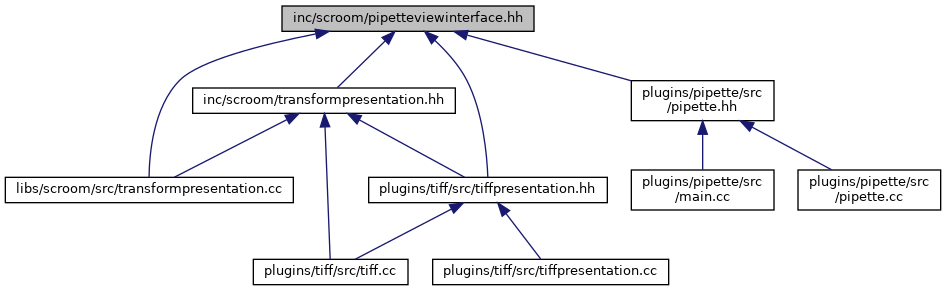 inc/scroom/pipetteviewinterface.hh
inc/scroom/transformpresentation.hh
plugins/pipette/src
/pipette.hh
libs/scroom/src/transformpresentation.cc
plugins/tiff/src/tiffpresentation.hh
plugins/pipette/src
/main.cc
plugins/pipette/src
/pipette.cc
plugins/tiff/src/tiff.cc
plugins/tiff/src/tiffpresentation.cc